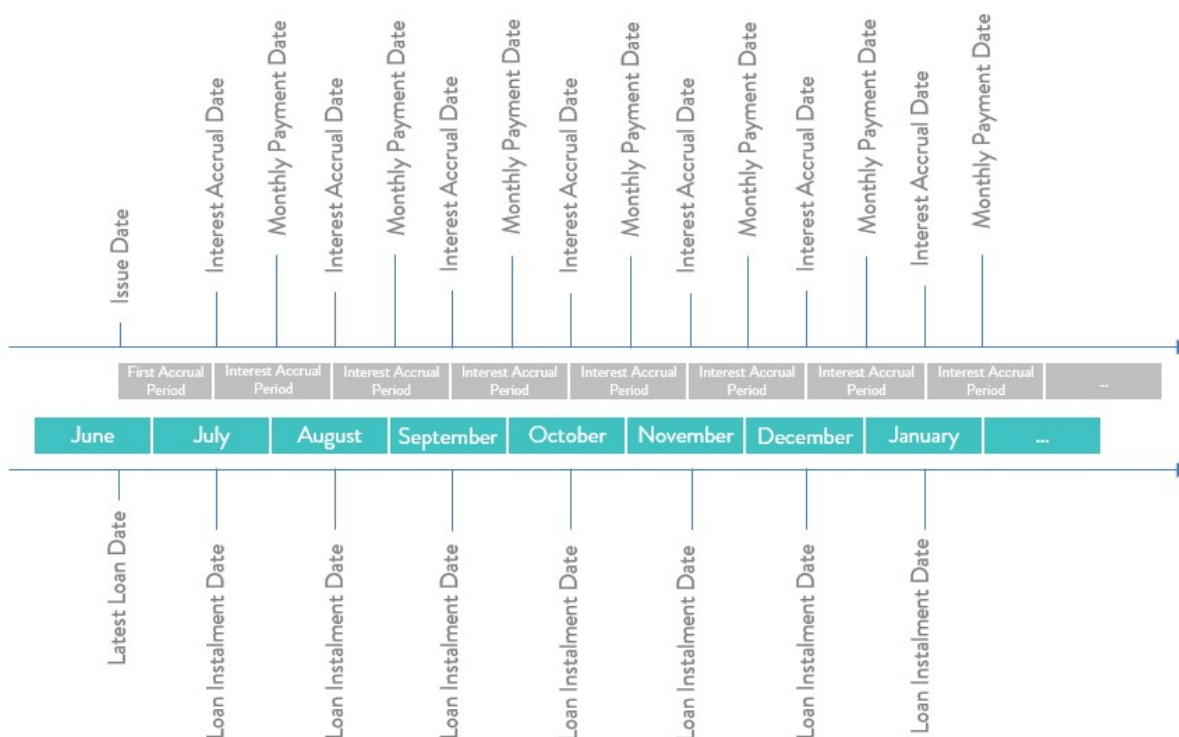 Issue Date
Interest Accrual Date
Monthly Payment Date
Interest Accrual Date
Monthly Payment Date
Interest Accrual Date
Monthly Payment Date
Interest Accrual Date
Monthly Payment Date
Interest Accrual Date
Monthly Payment Date
Interest Accrual Date
Monthly Payment Date
Interest Accrual Date
Monthly Payment Date
First Accrual
Period
Interest Accrual
Period
Interest Accrual
Period
Interest Accrual
Period
Interest Accrual
Period
Interest Accrual
Period
Interest Accrual
Period
Interest Accrual
Period
...
June
July
August
September
October
November
December
January
...
Latest Loan Date
Loan Instalment Date
Loan Instalment Date
Loan Instalment Date
Loan Instalment Date
Loan Instalment Date
Loan Instalment Date
Loan Instalment Date